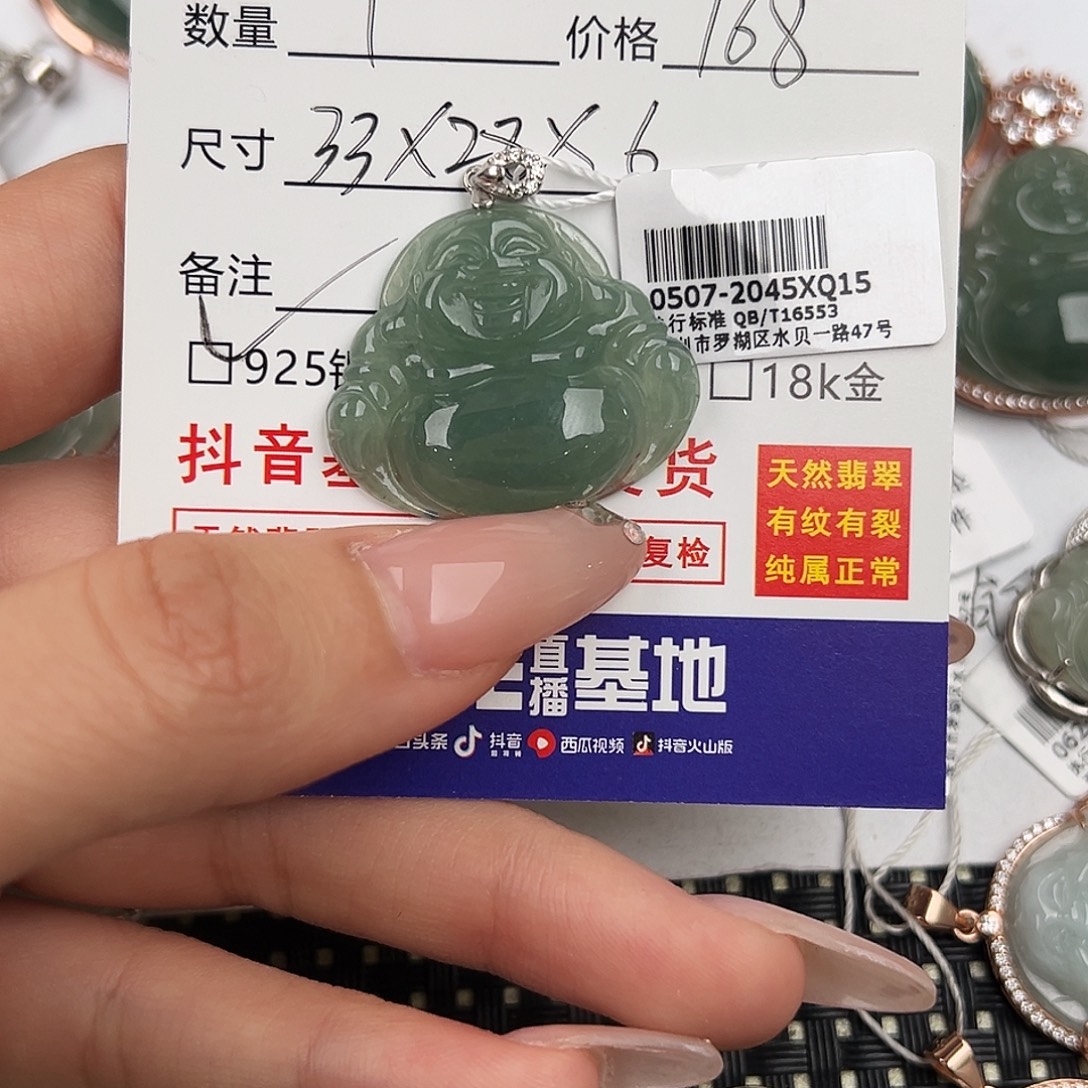 数量 1 价格 168
尺寸 33×27×6
备注
0507-2045XQ15
行标准 QB/T16553
市罗湖区水贝一路47号
□925 □18k金
抖音 货
天然翡翠
有纹有裂
纯属正常
复检
直播基地
头条 抖音 西瓜视频 抖音火山版